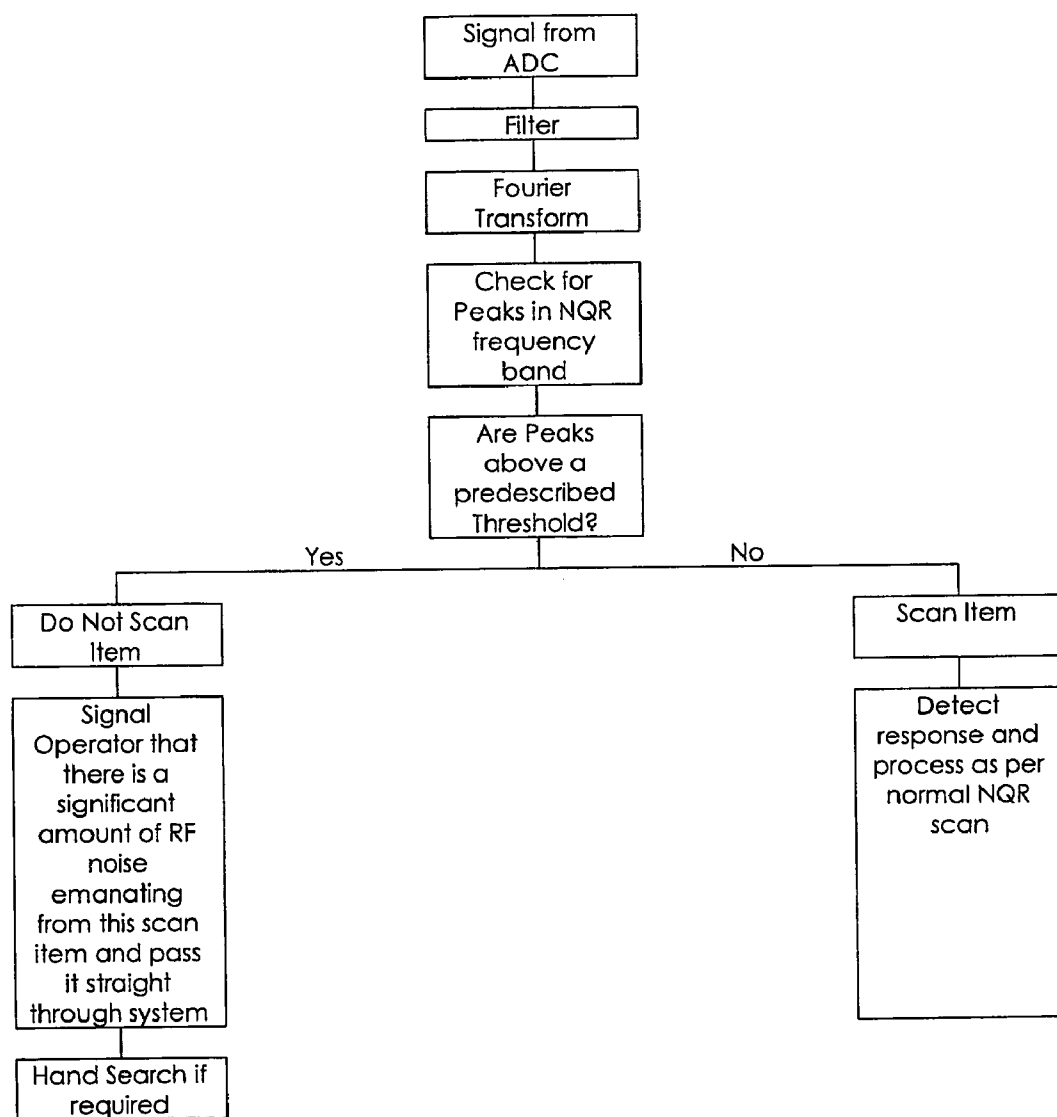 Signal from
ADC
Filter
Fourier
Transform
Check for
Peaks in NQR
frequency
band
Are Peaks
above a
predescribed
Threshold?
Yes
No
Do Not Scan
Item
Signal
Operator that
there is a
significant
amount of RF
noise
emanating
from this scan
item and pass
it straight
through system
Hand Search if
required
Scan Item
Detect
response and
process as per
normal NQR
scan